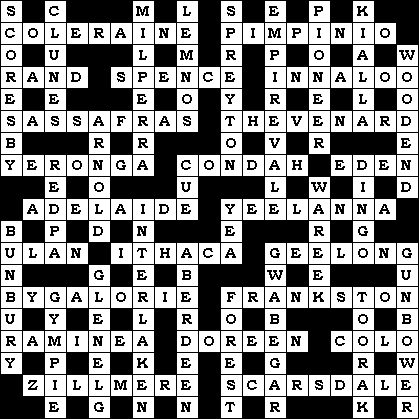 S C M L S E P K
COLERAINE PIMPINIO
O U L M R P O A W
RAND SPENCE INNALOO
E E E O Y R E L O
SASSAFRAS THEVENARD
B R R O V R E
YERONGA CONDAH EDEN
E O U L W I D
ADELAIDE YEELANNA
B P D N E R G
ULAN ITHACA GEELONG
N G E B W E U
BYGALORIE FRANKSTON
U Y E L R O B O B
RAMINEA DOREEN COLO
Y P E K E E G R W
ZILLMERE SCARSDALE
E G N N T R K R